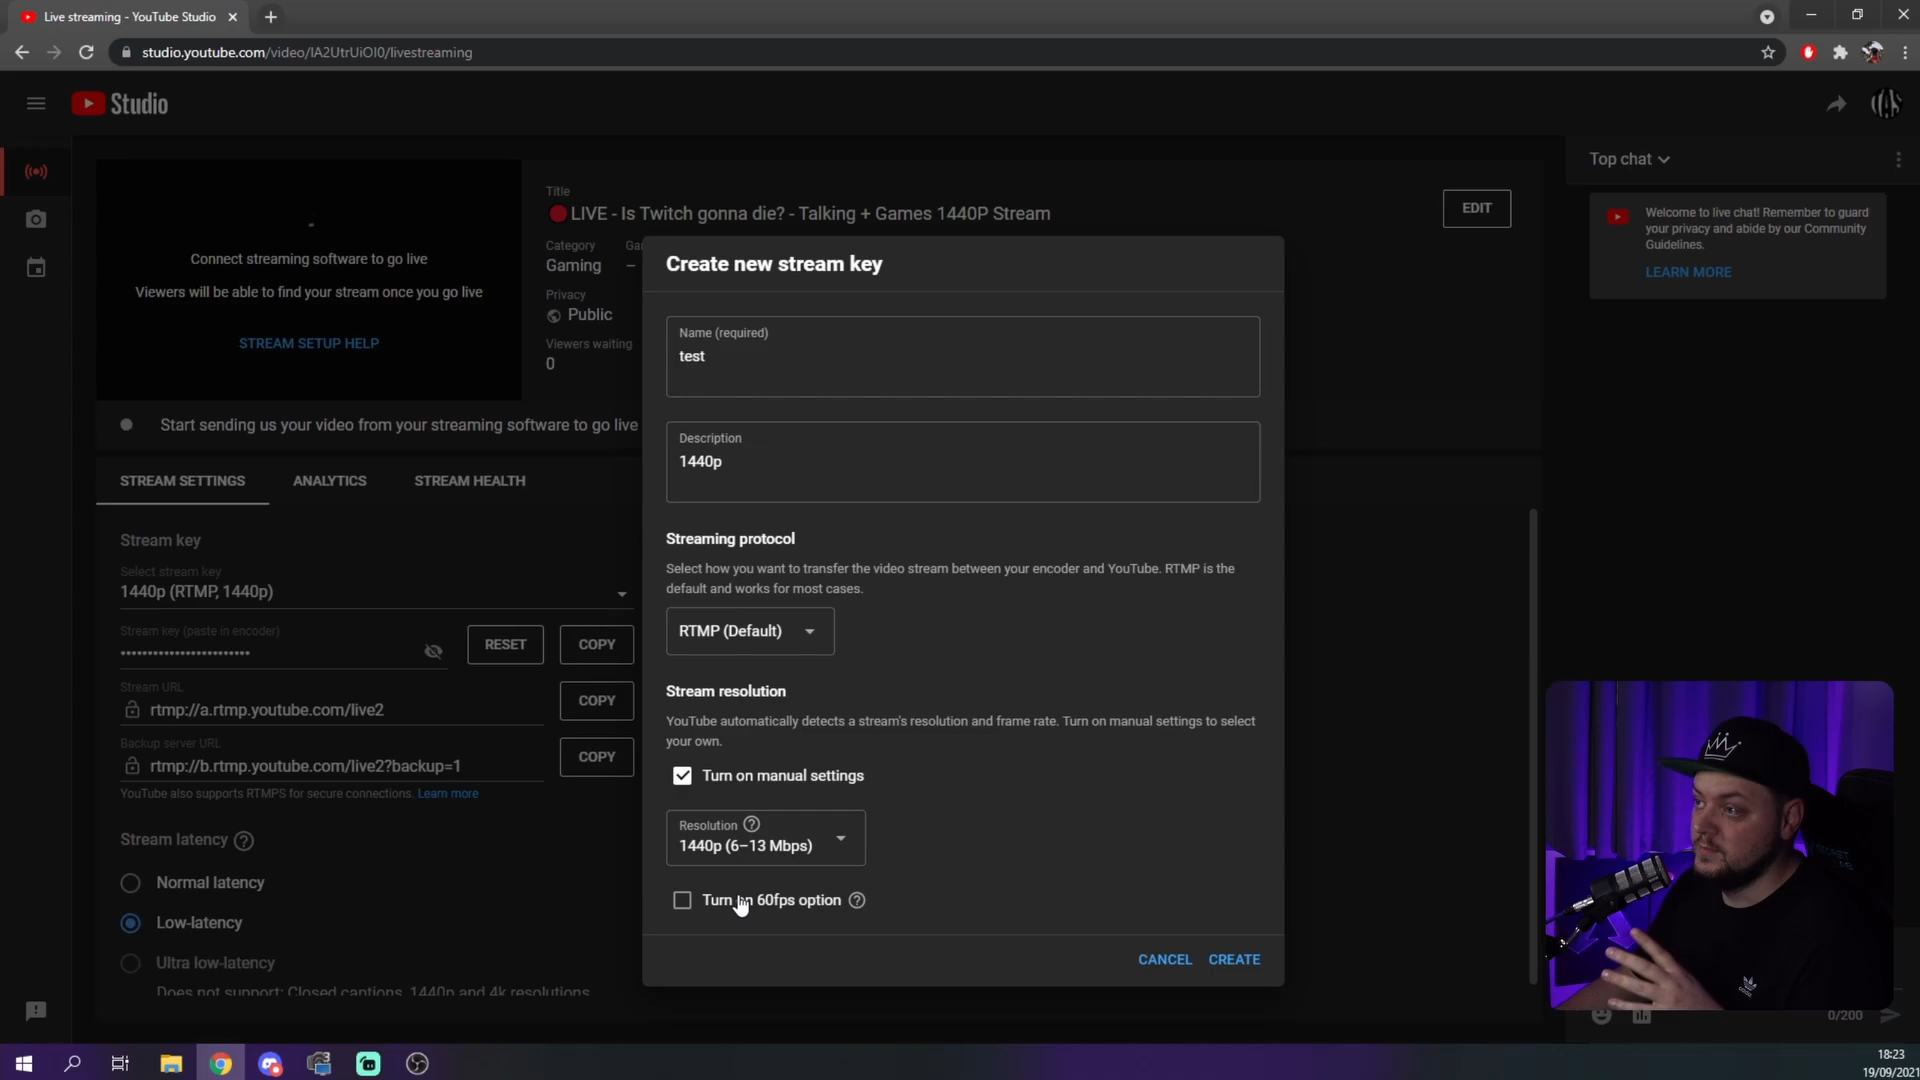 Live streaming - YouTube Studio
studio.youtube.com/video/IA2UtrUiOI0/livestreaming
Studio
Connect streaming software to go live
Viewers will be able to find your stream once you go live
STREAM SETUP HELP
Title
LIVE - Is Twitch gonna die? - Talking + Games 1440P Stream
EDIT
Category
Gaming
–
Privacy
Public
Viewers waiting
0
Top chat
Welcome to live chat! Remember to guard
your privacy and abide by our Community
Guidelines.
LEARN MORE
Start sending us your video from your streaming software to go live
STREAM SETTINGS
ANALYTICS
STREAM HEALTH
Stream key
Select stream key
1440p (RTMP, 1440p)
Stream key (paste in encoder)
••••••••••••••••••••••••
RESET
COPY
Stream URL
rtmp://a.rtmp.youtube.com/live2
COPY
Backup server URL
rtmp://b.rtmp.youtube.com/live2?backup=1
COPY
YouTube also supports RTMPS for secure connections. Learn more
Stream latency
Normal latency
Low-latency
Ultra low-latency
Does not support: Closed captions, 1440p and 4k resolutions
Create new stream key
Name (required)
test
Description
1440p
Streaming protocol
Select how you want to transfer the video stream between your encoder and YouTube. RTMP is the
default and works for most cases.
RTMP (Default)
Stream resolution
YouTube automatically detects a stream's resolution and frame rate. Turn on manual settings to select
your own.
Turn on manual settings
Resolution
1440p (6–13 Mbps)
Turn on 60fps option
CANCEL
CREATE
0/200
18:23
19/09/2021